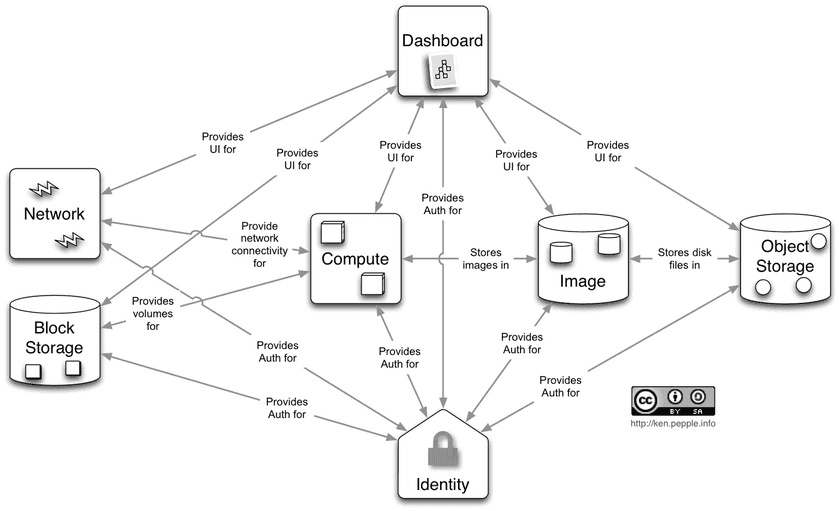 Dashboard
Provides
UI for
Provides
UI for
Provides
UI for
Provides
UI for
Provides
UI for
Provides
Auth for
Network
Provide
network
connectivity
for
Compute
Stores
images in
Image
Stores disk
files in
Object
Storage
Block
Storage
Provides
volumes
for
Provides
Auth for
Provides
Auth for
Provides
Auth for
Provides
Auth for
Provides
Auth for
Identity
cc
BY SA
http://ken.pepple.info